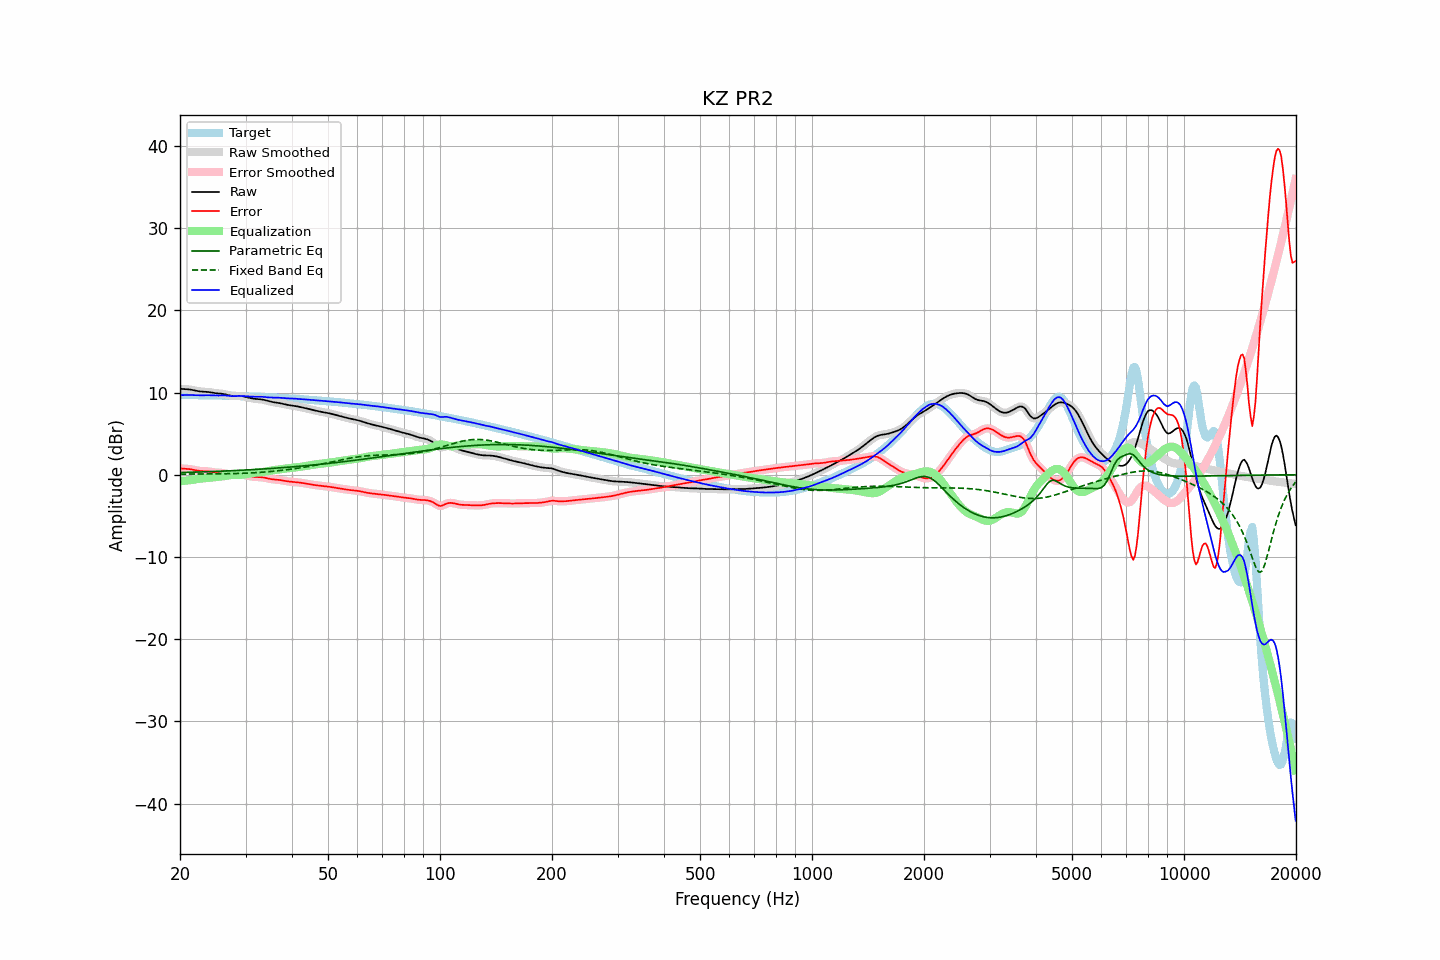 KZ PR2
Target
Raw Smoothed
Error Smoothed
Raw
Error
Equalization
Parametric Eq
Fixed Band Eq
Equalized
40
30
20
10
0
−10
−20
−30
−40
Amplitude (dBr)
20
50
100
200
500
1000
2000
5000
10000
20000
Frequency (Hz)